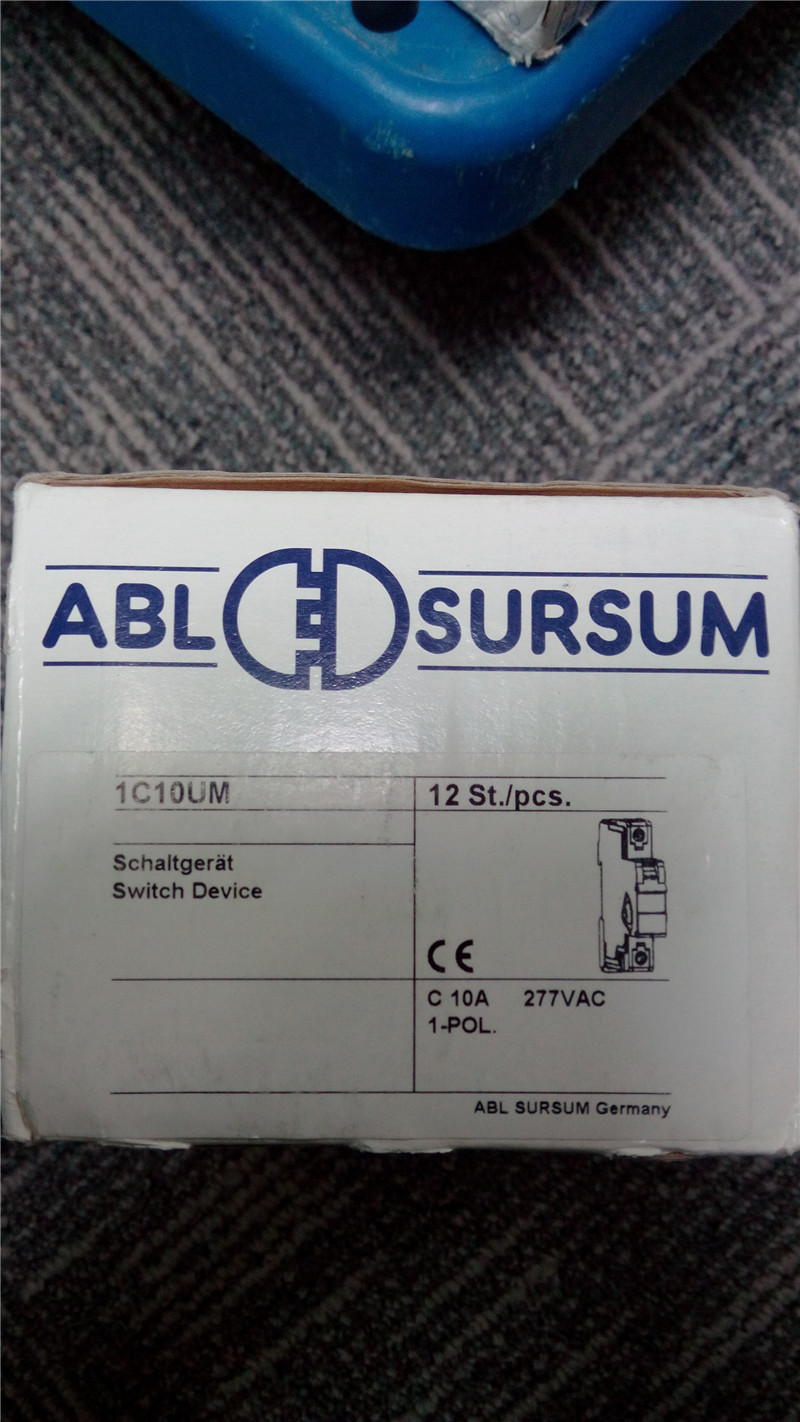 ABL SURSUM
1C10UM
12 St./pcs.
Schaltgerät
Switch Device
CE
C 10A 277VAC
1-POL.
ABL SURSUM Germany